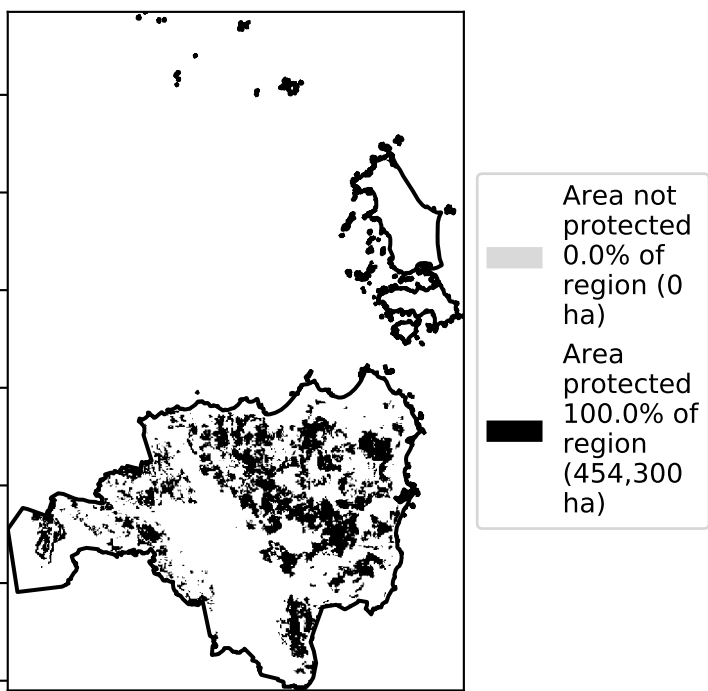 Area not
protected
0.0% of
region (0
ha)
Area
protected
100.0% of
region
(454,300
ha)